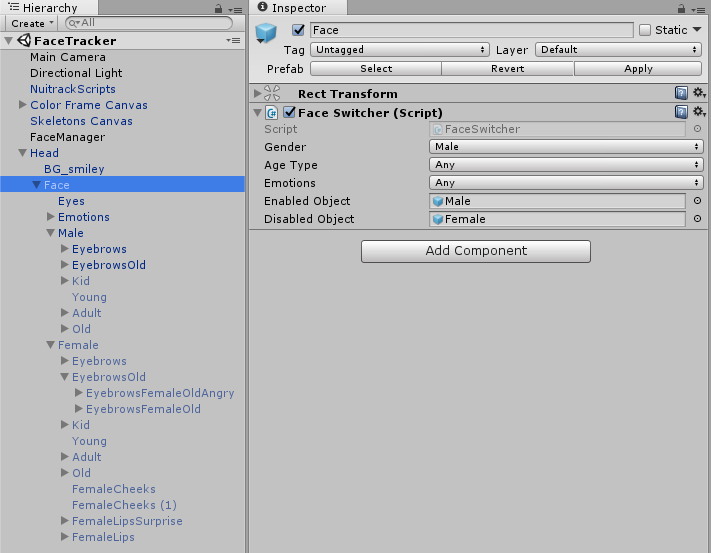 Hierarchy
Create
All
FaceTracker
Main Camera
Directional Light
NuitrackScripts
Color Frame Canvas
Skeletons Canvas
FaceManager
Head
BG_smiley
Face
Eyes
Emotions
Male
Eyebrows
EyebrowsOld
Kid
Young
Adult
Old
Female
Eyebrows
EyebrowsOld
EyebrowsFemaleOldAngry
EyebrowsFemaleOld
Kid
Young
Adult
Old
FemaleCheeks
FemaleCheeks (1)
FemaleLipsSurprise
FemaleLips
Inspector
Face Static
Tag Untagged Layer Default
Prefab Select Revert Apply
Rect Transform
Face Switcher (Script)
Script FaceSwitcher
Gender Male
Age Type Any
Emotions Any
Enabled Object Male
Disabled Object Female
Add Component